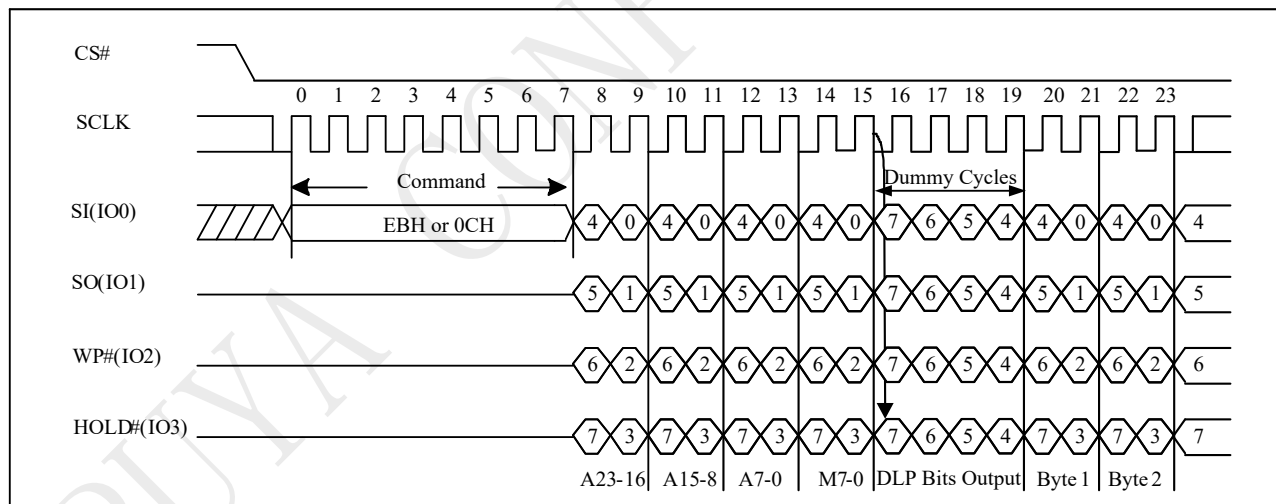 CS#
0 1 2 3 4 5 6 7 8 9 10 11 12 13 14 15 16 17 18 19 20 21 22 23
SCLK
Command
Dummy Cycles
SI(IO0)
EBH or 0CH
4 0 4 0 4 0 4 0 7 6 5 4 4 0 4 0 4
SO(IO1)
5 1 5 1 5 1 5 1 7 6 5 4 5 1 5 1 5
WP#(IO2)
6 2 6 2 6 2 6 2 7 6 5 4 6 2 6 2 6
HOLD#(IO3)
7 3 7 3 7 3 7 3 7 6 5 4 7 3 7 3 7
A23-16 A15-8 A7-0 M7-0 DLP Bits Output Byte 1 Byte 2
PUYA CONF